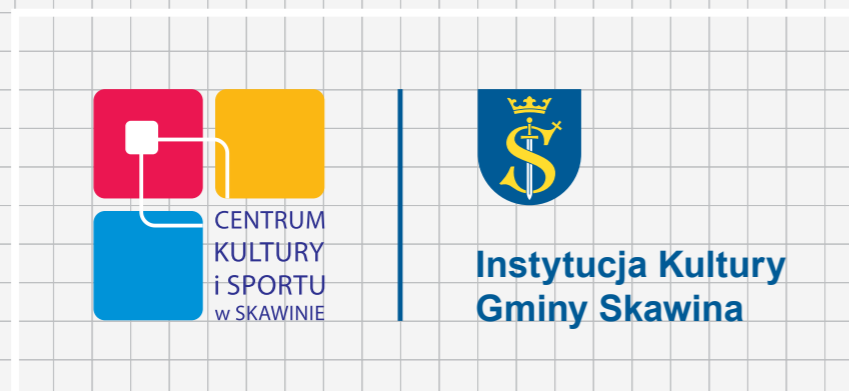 CENTRUM
KULTURY
i SPORTU
w SKAWINIE
S
Instytucja Kultury
Gminy Skawina